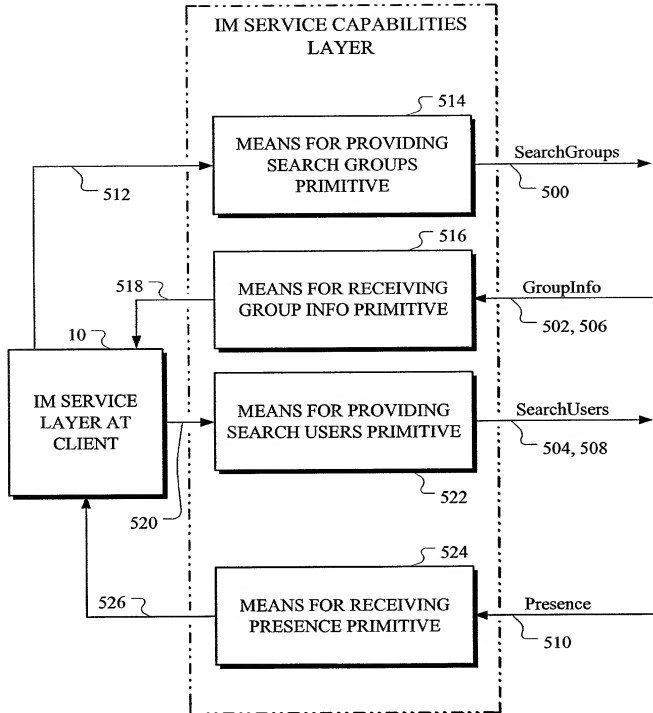 IM SERVICE CAPABILITIES
LAYER
514
MEANS FOR PROVIDING
SEARCH GROUPS
PRIMITIVE
SearchGroups
512
500
516
518
MEANS FOR RECEIVING
GROUP INFO PRIMITIVE
GroupInfo
502, 506
10
IM SERVICE
LAYER AT
CLIENT
MEANS FOR PROVIDING
SEARCH USERS PRIMITIVE
SearchUsers
504, 508
520
522
524
526
MEANS FOR RECEIVING
PRESENCE PRIMITIVE
Presence
510